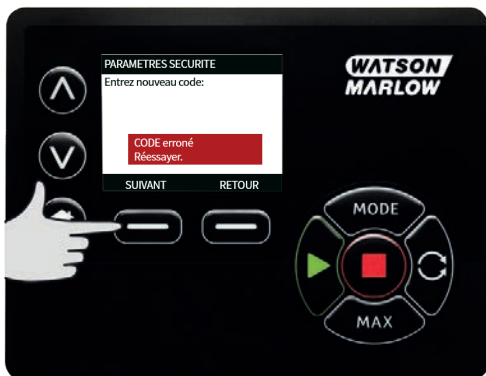 PARAMETRES SECURITE
Entrez nouveau code:
CODE erroné
Réessayer.
SUIVANT
RETOUR
WATSON
MARLOW
MODE
MAX